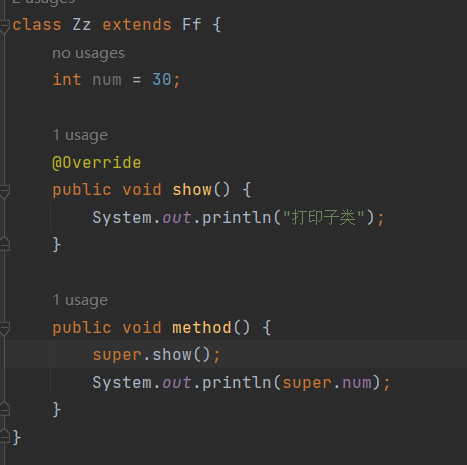 2 usages
class Zz extends Ff {
no usages
int num = 30;
1 usage
@Override
public void show() {
System.out.println("打印子类");
}
1 usage
public void method() {
super.show();
System.out.println(super.num);
}
}